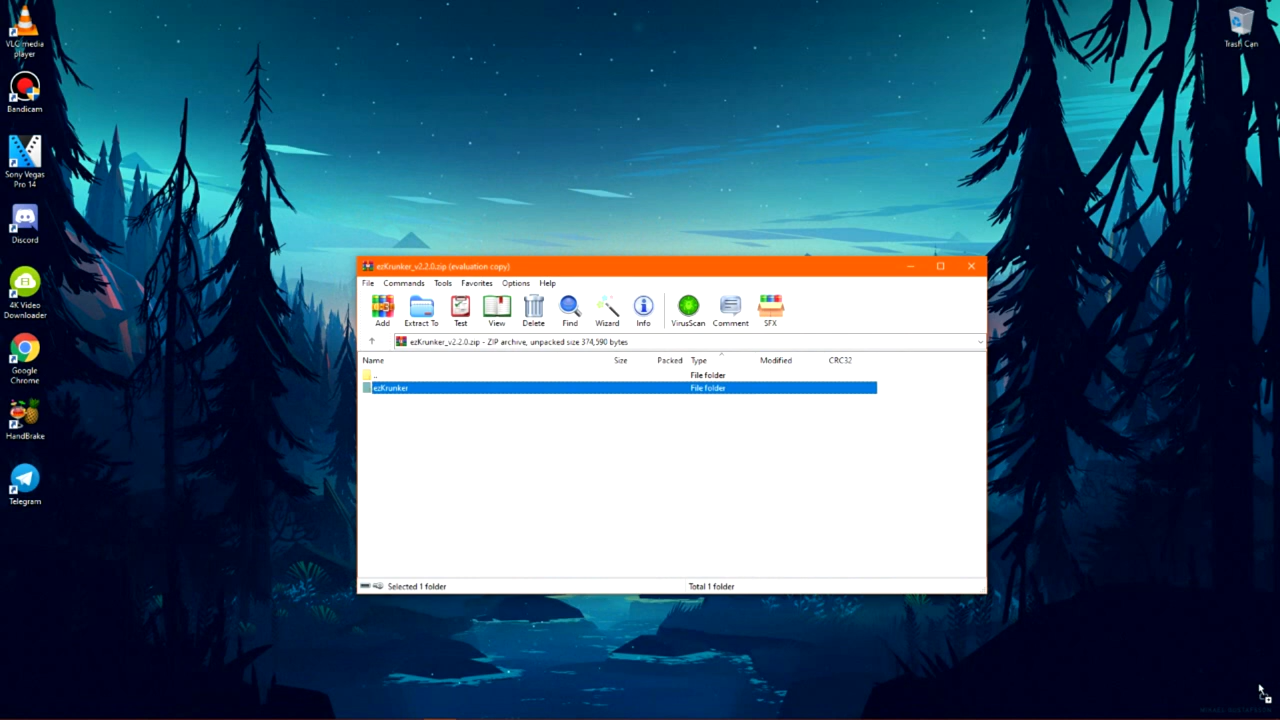 VLC media
player
Bandicam
Sony Vegas
Pro 14
Discord
4K Video
Downloader
Google
Chrome
HandBrake
Telegram
Trash Can
ezKrunker_v2.2.0.zip (evaluation copy)
File Commands Tools Favorites Options Help
Add Extract To Test View Delete Find Wizard Info VirusScan Comment SFX
ezKrunker_v2.2.0.zip - ZIP archive, unpacked size 374,590 bytes
Name Size Packed Type Modified CRC32
.. File folder
ezKrunker File folder
Selected 1 folder Total 1 folder